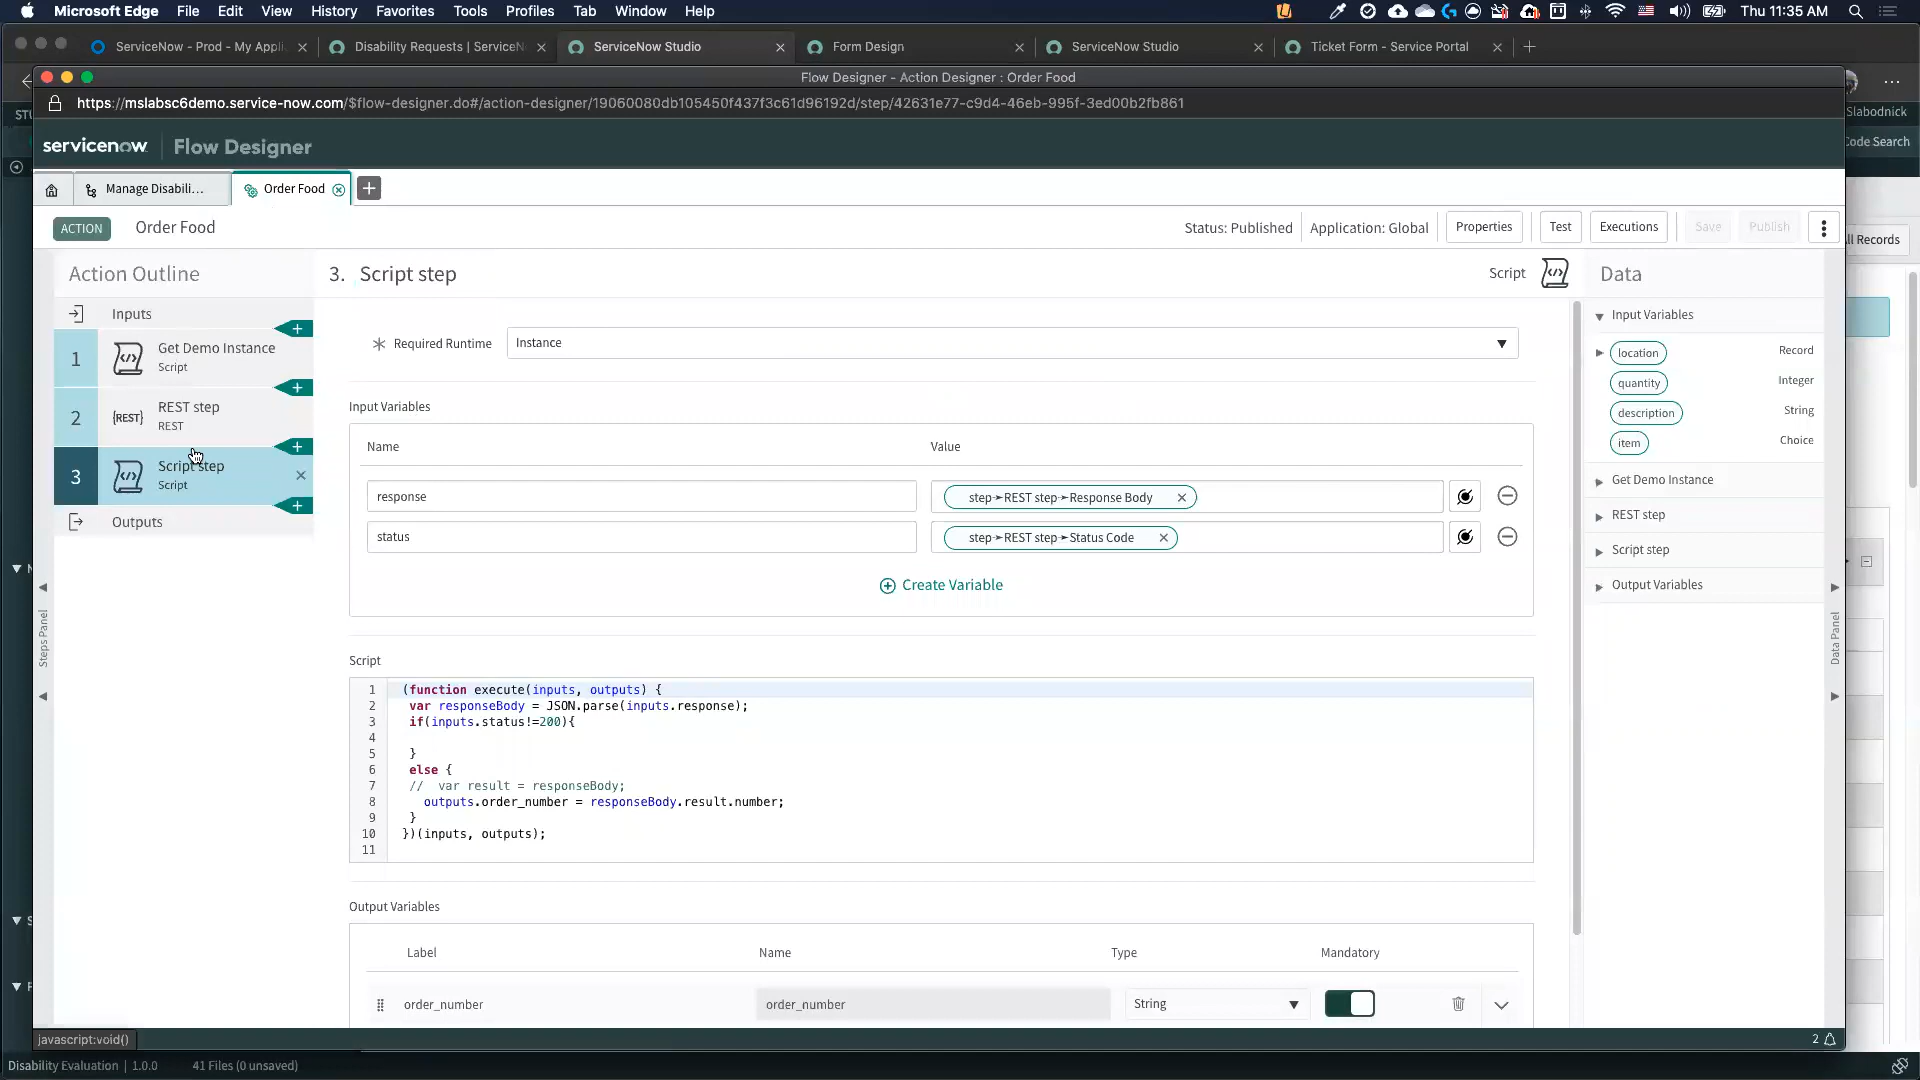 Microsoft Edge File Edit View History Favorites Tools Profiles Tab Window Help Thu 11:35 AM
ServiceNow - Prod - My Appli
Disability Requests | ServiceN
ServiceNow Studio
Form Design
ServiceNow Studio
Ticket Form - Service Portal
Flow Designer - Action Designer : Order Food
https://mslabsc6demo.service-now.com/$flow-designer.do#/action-designer/19060080db105450f437f3c61d96192d/step/42631e77-c9d4-46eb-995f-3ed00b2fb861
Slabodnick
STU
servicenow Flow Designer
Code Search
Manage Disabili...
Order Food
ACTION Order Food
Status: Published Application: Global Properties Test Executions Save Publish
ll Records
Action Outline
3. Script step
Script
Data
Inputs
1 Get Demo Instance
Script
2 {REST} REST step
REST
3 Script step
Script
Outputs
Steps Panel
Required Runtime Instance
Input Variables
Name Value
response step➛REST step➛Response Body
status step➛REST step➛Status Code
Create Variable
Script
1 (function execute(inputs, outputs) {
2 var responseBody = JSON.parse(inputs.response);
3 if(inputs.status!=200){
4
5 }
6 else {
7 //  var result = responseBody;
8 outputs.order_number = responseBody.result.number;
9 }
10 })(inputs, outputs);
11
Output Variables
Label Name Type Mandatory
order_number order_number String
Input Variables
location Record
quantity Integer
description String
item Choice
Get Demo Instance
REST step
Script step
Output Variables
Data Panel
javascript:void()
2
Disability Evaluation | 1.0.0 41 Files (0 unsaved)